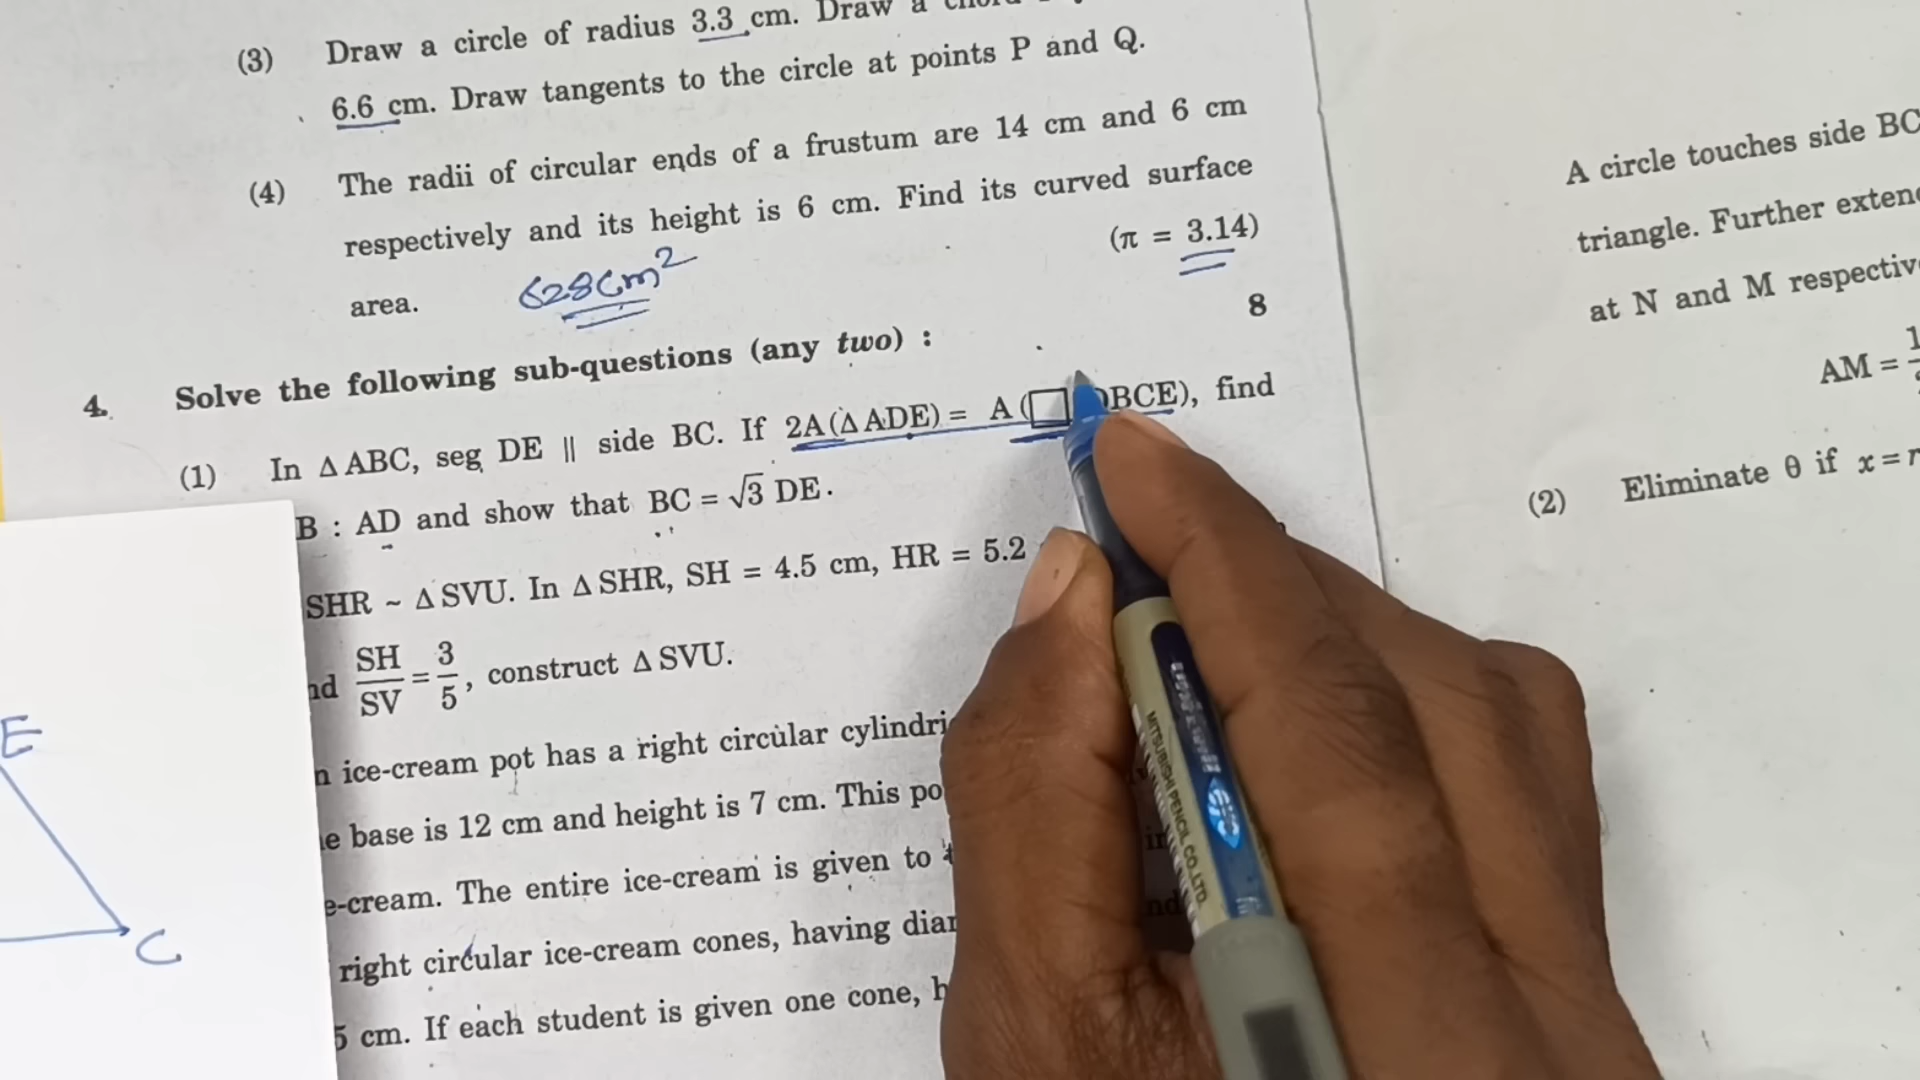 (3) Draw a circle of radius 3.3 cm. Draw a
6.6 cm. Draw tangents to the circle at points P and Q.
(4) The radii of circular ends of a frustum are 14 cm and 6 cm
respectively and its height is 6 cm. Find its curved surface
area. 628cm² (π = 3.14)
8
4. Solve the following sub-questions (any two) :
(1) In Δ ABC, seg DE || side BC. If 2A(Δ ADE) = A(□ DBCE), find
B : AD and show that BC = √3 DE.
SHR ~ Δ SVU. In Δ SHR, SH = 4.5 cm, HR = 5.2
SH/SV = 3/5, construct Δ SVU.
ice-cream pot has a right circular
base is 12 cm and height is 7 cm. This
e-cream. The entire ice-cream is given to
right circular ice-cream cones, having
5 cm. If each student is given one cone,
E
C
A circle touches side BC
triangle. Further
at N and M
AM =
(2) Eliminate θ if x =
MITSUBISHI PENCIL CO.,LTD.